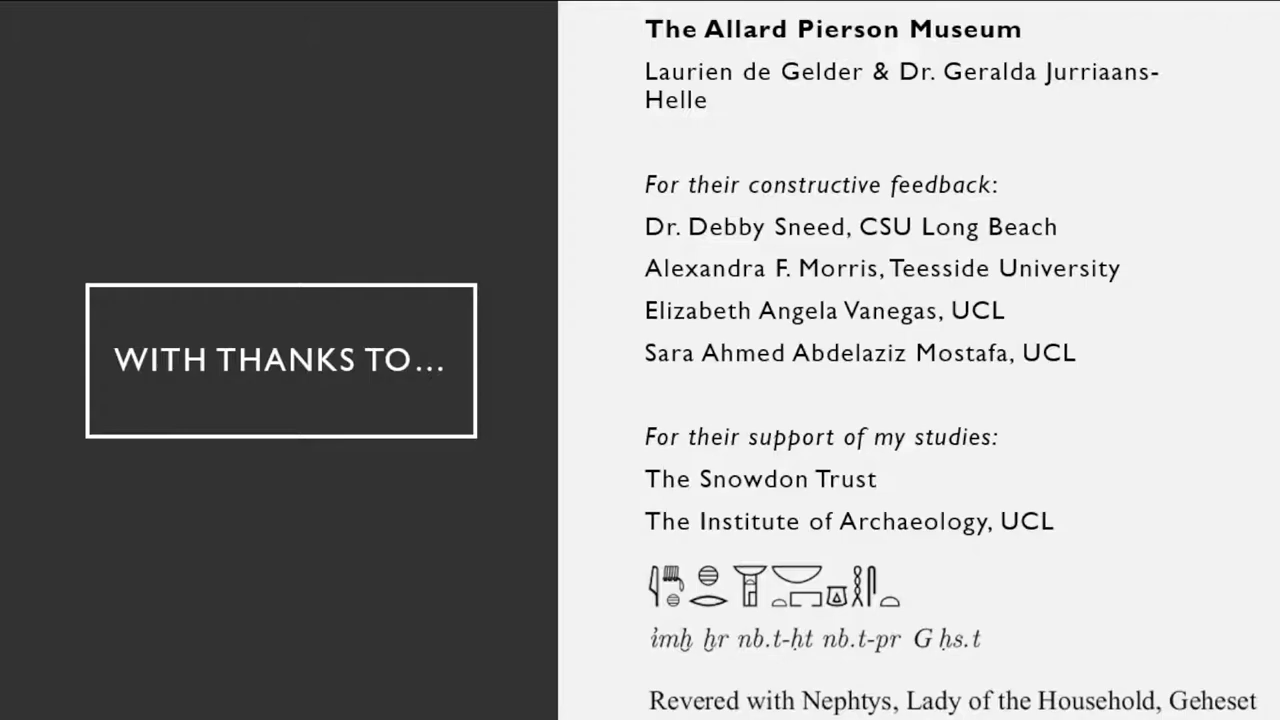 The Allard Pierson Museum
Laurien de Gelder & Dr. Geralda Jurriaans-
Helle
For their constructive feedback:
Dr. Debby Sneed, CSU Long Beach
Alexandra F. Morris, Teesside University
Elizabeth Angela Vanegas, UCL
Sara Ahmed Abdelaziz Mostafa, UCL
WITH THANKS TO...
For their support of my studies:
The Snowdon Trust
The Institute of Archaeology, UCL
ı͗mḫ ḫr nb.t-ḥt nb.t-pr G ḥs.t
Revered with Nephtys, Lady of the Household, Geheset